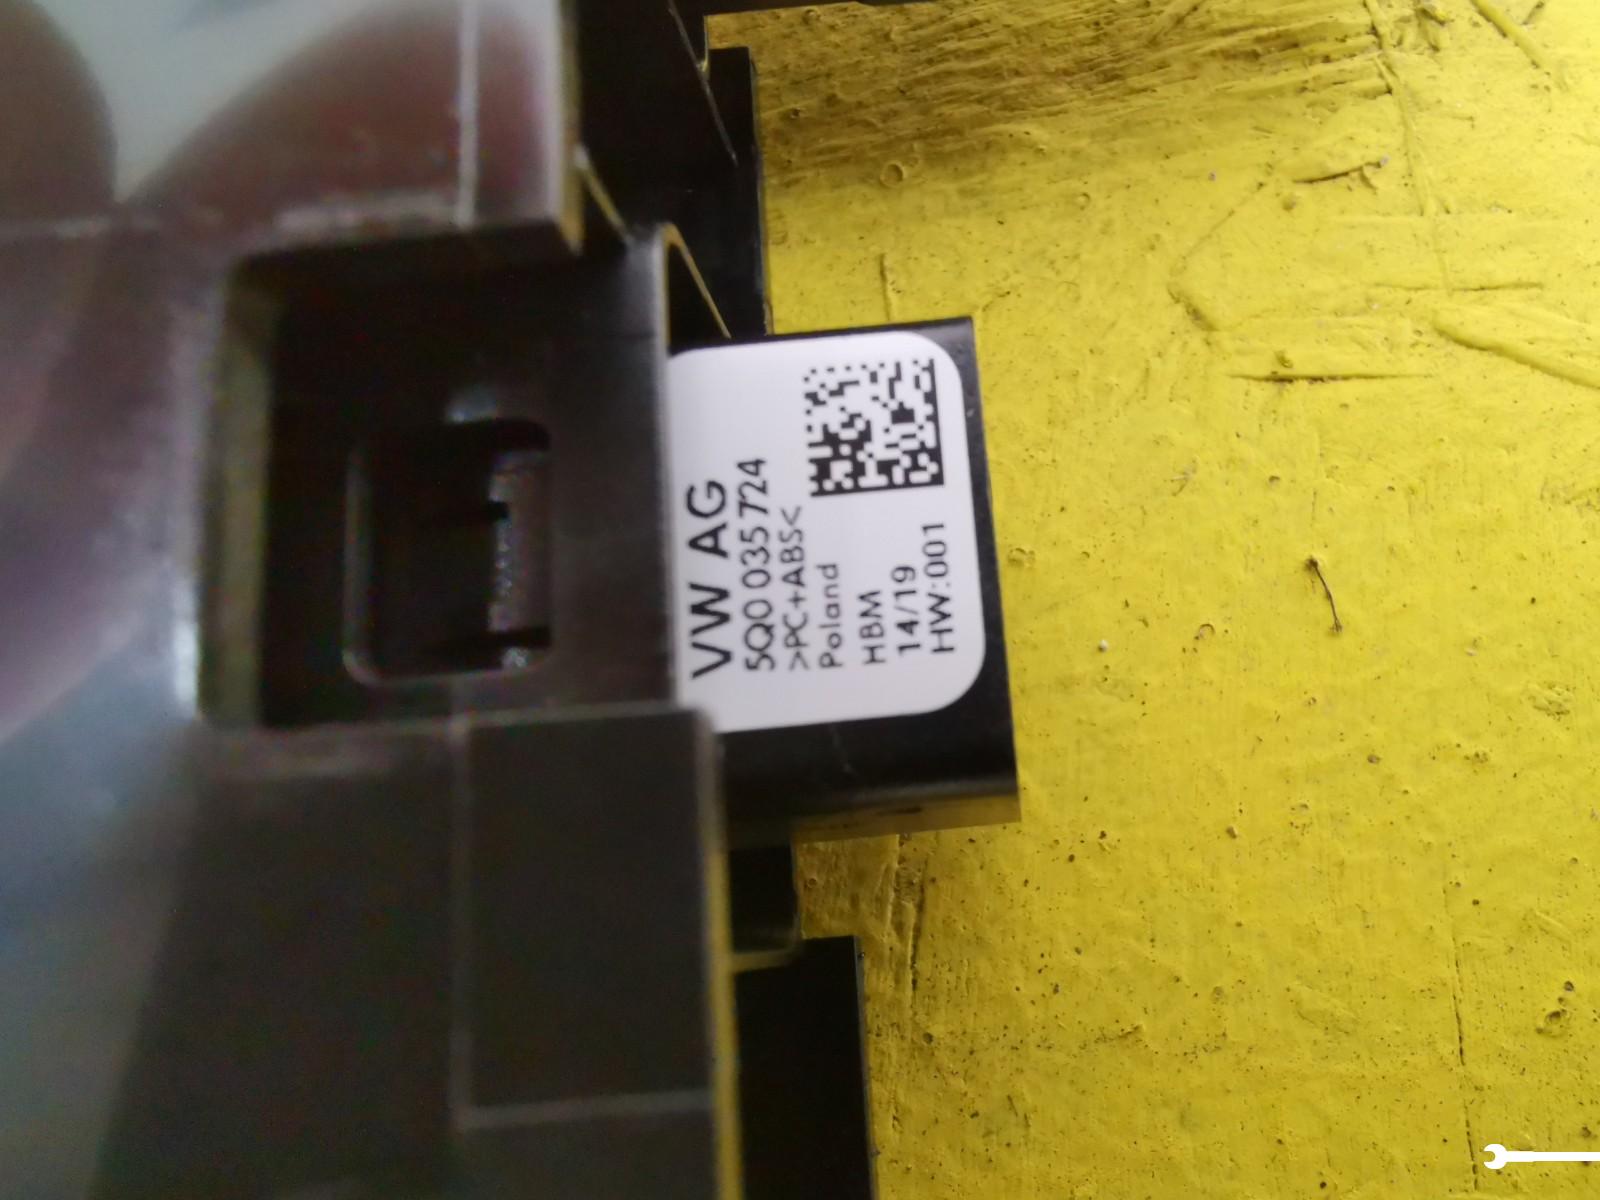 VW AG
5Q0 035 724
>PC+ABS<
Poland
HBM
14/19
HW:001